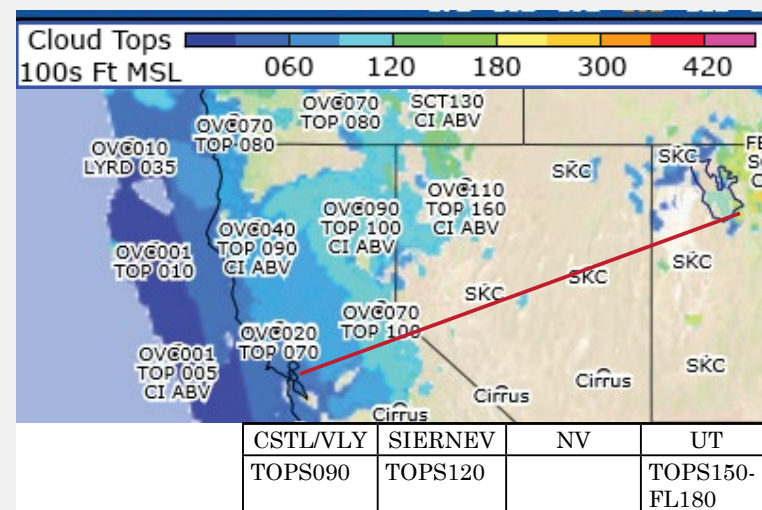 Cloud Tops
100s Ft MSL
060 120 180 300 420
OVC070
TOP 080
SCT130
CI ABV
OVC070
TOP 080
OVC010
LYRD 035
SKC
SKC
OVC110
TOP 160
CI ABV
OVC090
TOP 100
CI ABV
OVC040
TOP 090
CI ABV
OVC001
TOP 010
SKC
SKC
SKC
OVC070
TOP 100
OVC020
TOP 070
OVC001
TOP 005
CI ABV
SKC
Cirrus
Cirrus
Cirrus
CSTL/VLY SIERNEV NV UT
TOPS090 TOPS120 TOPS150-
FL180